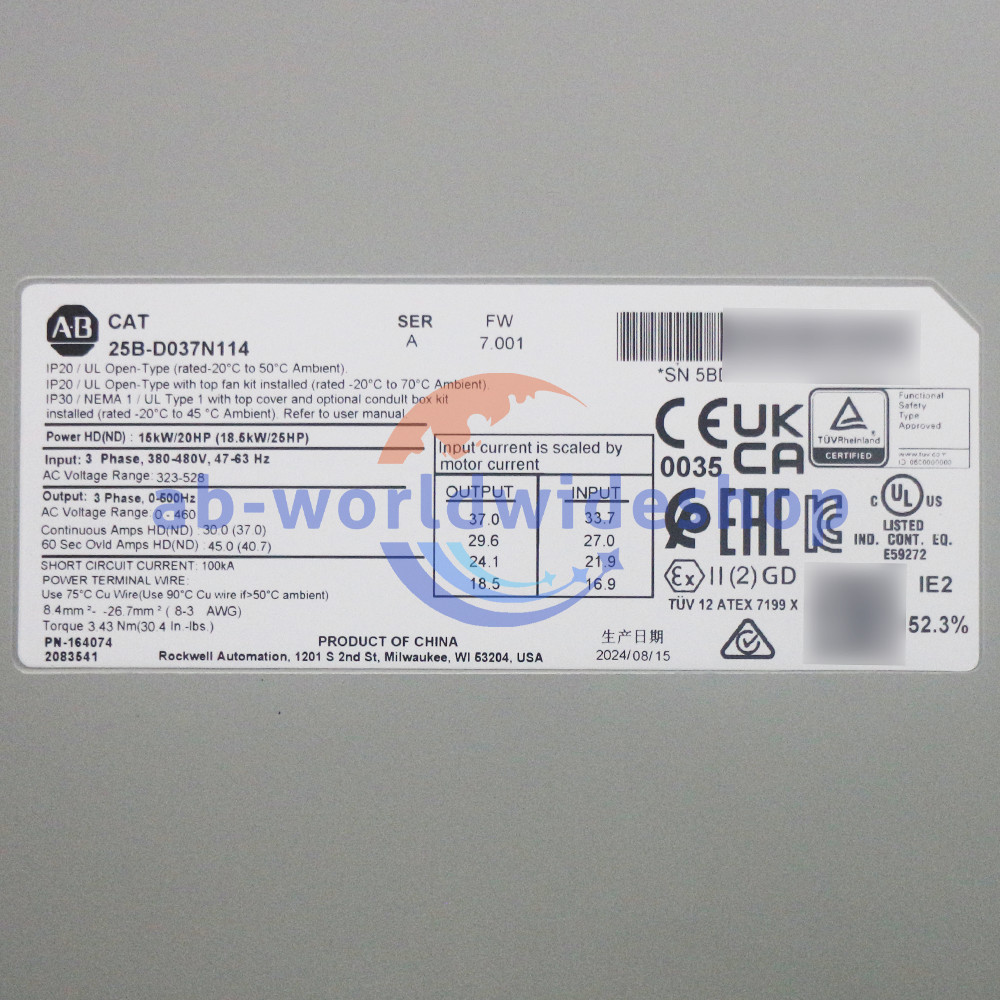 A-B
CAT
25B-D037N114
SER
A
FW
7.001
IP20 / UL Open-Type (rated-20°C to 50°C Ambient).
IP20 / UL Open-Type with top fan kit installed (rated -20°C to 70°C Ambient)
IP30 / NEMA 1 / UL Type 1 with top cover and optional conduit box kit
installed (rated -20°C to 45 °C Ambient). Refer to user manual
Power HD(ND) : 15kW/20HP (18.5kW/25HP)
Input: 3 Phase, 380-480V, 47-63 Hz
AC Voltage Range: 323-528
Output: 3 Phase, 0-500Hz
AC Voltage Range: 0 - 460
Continuous Amps HD(ND) : 30.0 (37.0)
60 Sec Ovld Amps HD(ND) : 45.0 (40.7)
SHORT CIRCUIT CURRENT: 100kA
POWER TERMINAL WIRE:
Use 75°C Cu Wire(Use 90°C Cu wire if>50°C ambient)
8.4mm²- -26.7mm² ( 8-3 AWG)
Torque 3.43 Nm(30.4 In.-lbs.)
PN-164074
2083541
Input current is scaled by
motor current
OUTPUT INPUT
37.0 33.7
29.6 27.0
24.1 21.9
18.5 16.9
PRODUCT OF CHINA
Rockwell Automation, 1201 S 2nd St, Milwaukee, WI 53204, USA
生产日期
2024/08/15
*SN 5B
CE
0035
UK
CA
TÜVRheinland
CERTIFIED
Functional
Safety
Type
Approved
www.tuv.com
EAC
c UL US
LISTED
IND. CONT. EQ.
E59272
Ex II (2) GD
TÜV 12 ATEX 7199 X
IE2
52.3%
ab-worldwideshop